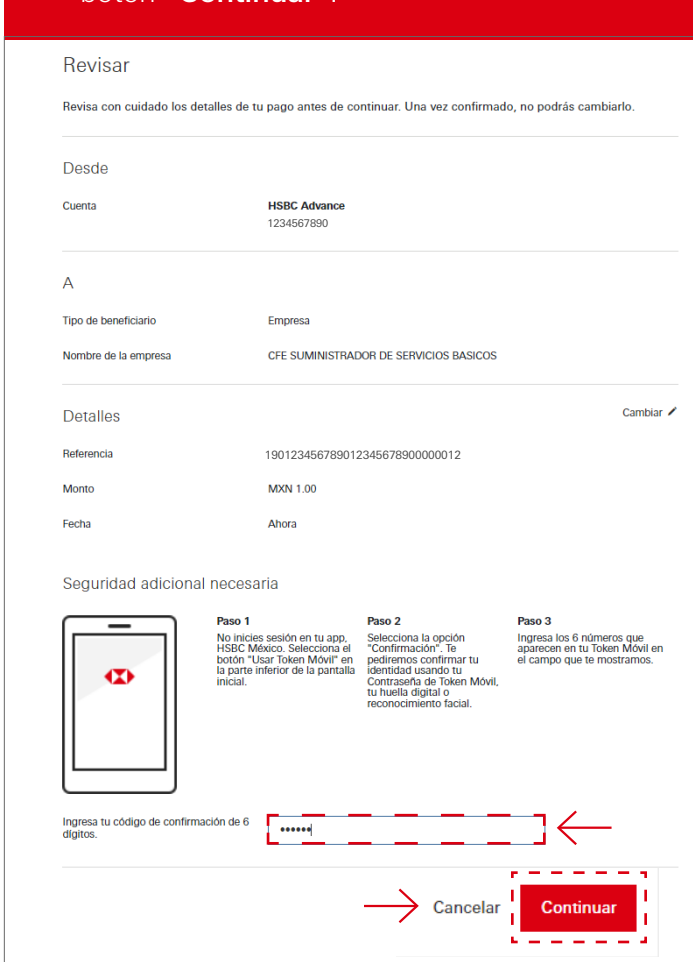 botón "Continuar".
Revisar
Revisa con cuidado los detalles de tu pago antes de continuar. Una vez confirmado, no podrás cambiarlo.
Desde
Cuenta
HSBC Advance
1234567890
A
Tipo de beneficiario
Empresa
Nombre de la empresa
CFE SUMINISTRADOR DE SERVICIOS BASICOS
Detalles
Cambiar
Referencia
190123456789012345678900000012
Monto
MXN 1.00
Fecha
Ahora
Seguridad adicional necesaria
Paso 1
No inicies sesión en tu app,
HSBC México. Selecciona el
botón "Usar Token Móvil" en
la parte inferior de la pantalla
inicial.
Paso 2
Selecciona la opción
"Confirmación". Te
pediremos confirmar tu
identidad usando tu
Contraseña de Token Móvil,
tu huella digital o
reconocimiento facial.
Paso 3
Ingresa los 6 números que
aparecen en tu Token Móvil en
el campo que te mostramos.
Ingresa tu código de confirmación de 6
dígitos.
••••••
Cancelar
Continuar